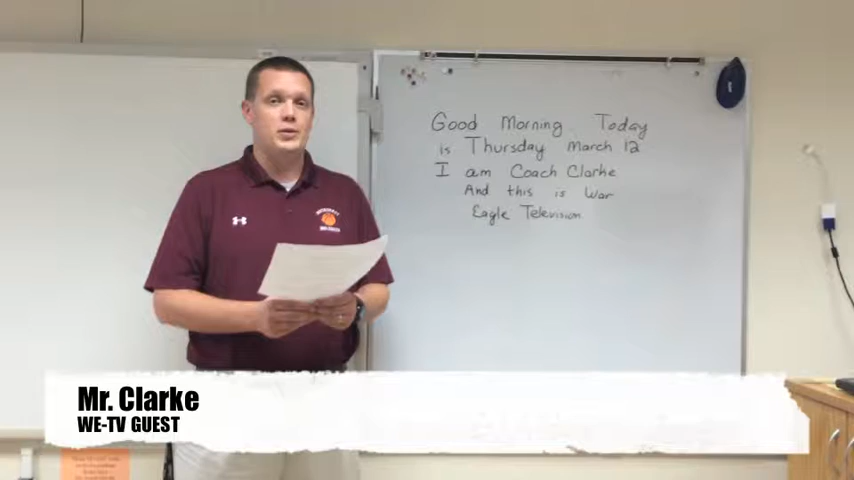 Good Morning Today
is Thursday March 12
I am Coach Clarke
And this is War
Eagle Television
Mr. Clarke
WE-TV GUEST